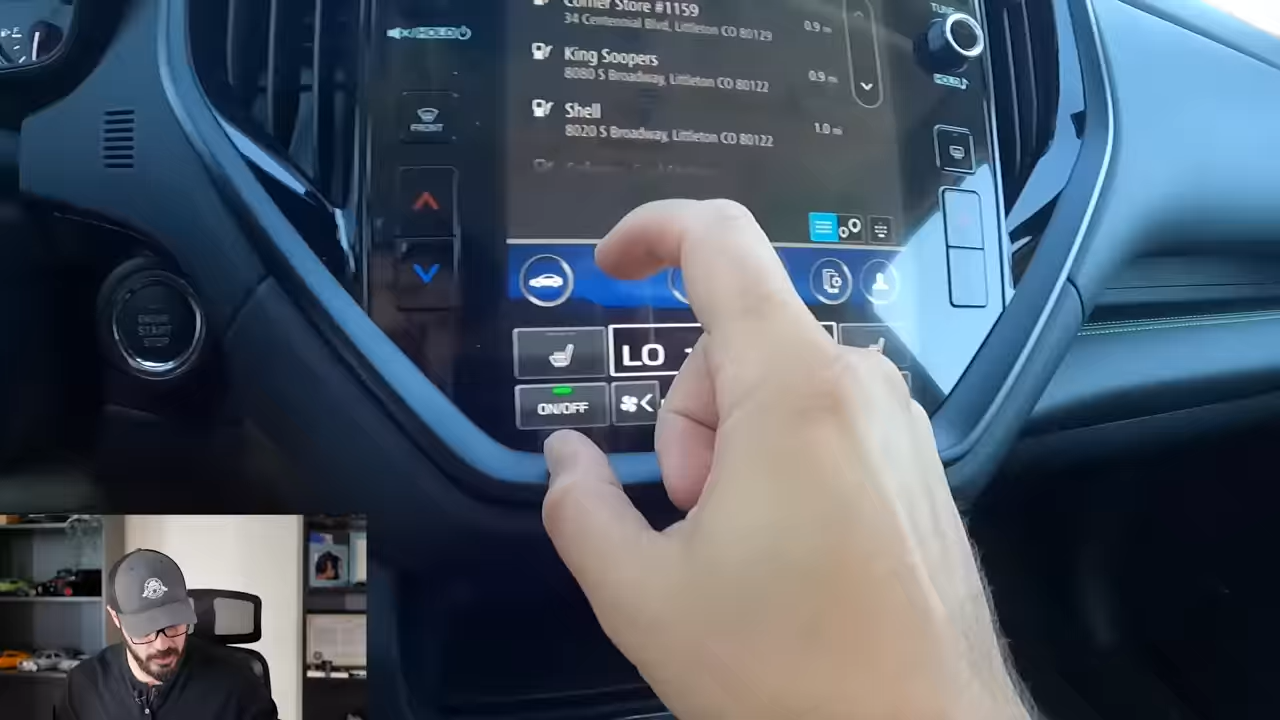 Corner Store #1159
34 Centennial Blvd, Littleton CO 80129
0.9 mi
King Soopers
8080 S Broadway, Littleton CO 80122
0.9 mi
Shell
8020 S Broadway, Littleton CO 80122
1.0 mi
TUNE
/HOLD
HOLD
FRONT
ENGINE
START
STOP
LO
ON/OFF